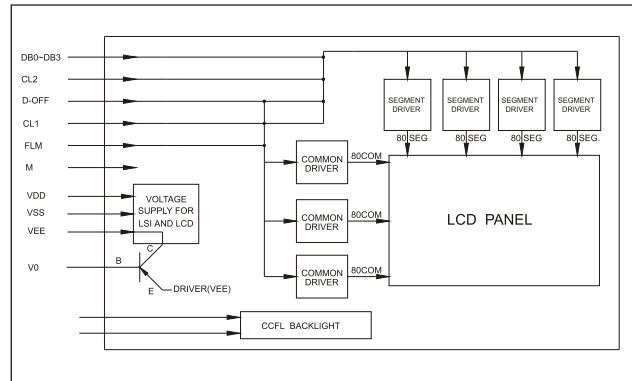 DB0~DB3
CL2
D-OFF
CL1
FLM
M
VDD
VSS
VEE
V0
SEGMENT
DRIVER
SEGMENT
DRIVER
SEGMENT
DRIVER
SEGMENT
DRIVER
80 SEG
80 SEG
80 SEG
80 SEG.
COMMON
DRIVER
80COM
COMMON
DRIVER
80COM
COMMON
DRIVER
80COM
LCD PANEL
VOLTAGE
SUPPLY FOR
LSI AND LCD
C
B
E
DRIVER(VEE)
CCFL BACKLIGHT